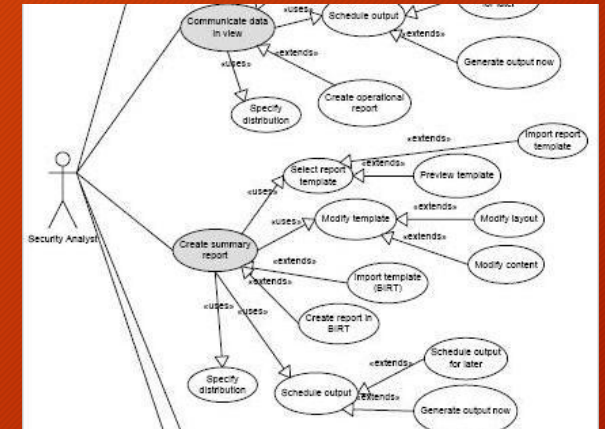 for later
«uses»
Communicate data
in view
Schedule output
«extends»
«extends»
Generate output now
«uses»
Create operational
report
Specify
distribution
«extends»
Import report
template
Select report
template
«extends»
Preview template
«uses»
«uses»
Modify template
«extends»
Modify layout
Security Analyst
«extends»
Create summary
report
«extends»
Modify content
«extends»
Import template
(BIRT)
«uses»
«uses»
Create report in
BIRT
Schedule output
for later
«extends»
Specify
distribution
Schedule output
«extends»
Generate output now